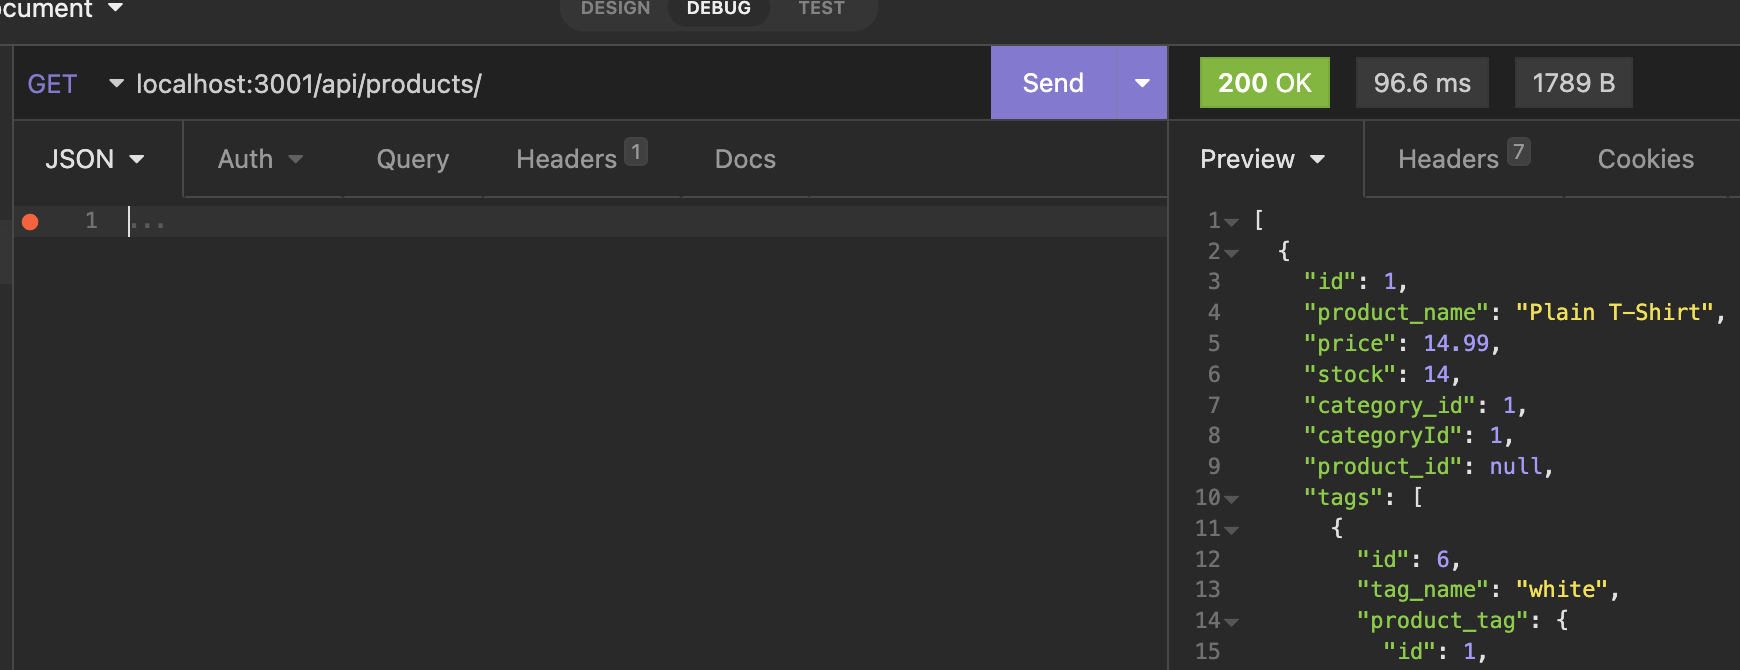 ocument DESIGN DEBUG TEST
GET localhost:3001/api/products/ Send 200 OK 96.6 ms 1789 B
JSON Auth Query Headers 1 Docs Preview Headers 7 Cookies
1 ...
1 [
2 {
3 "id": 1,
4 "product_name": "Plain T-Shirt",
5 "price": 14.99,
6 "stock": 14,
7 "category_id": 1,
8 "categoryId": 1,
9 "product_id": null,
10 "tags": [
11 {
12 "id": 6,
13 "tag_name": "white",
14 "product_tag": {
15 "id": 1,